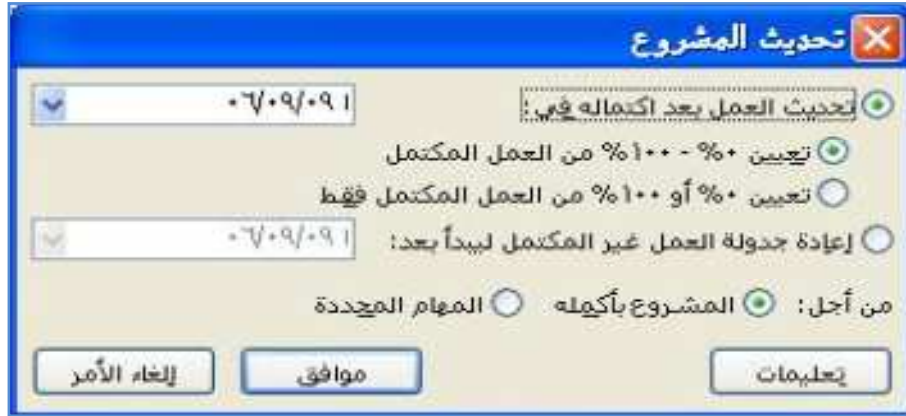 تحديث المشروع
تحديث العمل بعد اكتماله في: ٠٦/٠٩/٠٩١
تعيين ٠% - ١٠٠% من العمل المكتمل
تعيين ٠% أو ١٠٠% من العمل المكتمل فقط
إعادة جدولة العمل غير المكتمل ليبدأ بعد: ٠٦/٠٩/٠٩١
من أجل: المشروع بأكمله المهام المحددة
تعليمات موافق إلغاء الأمر